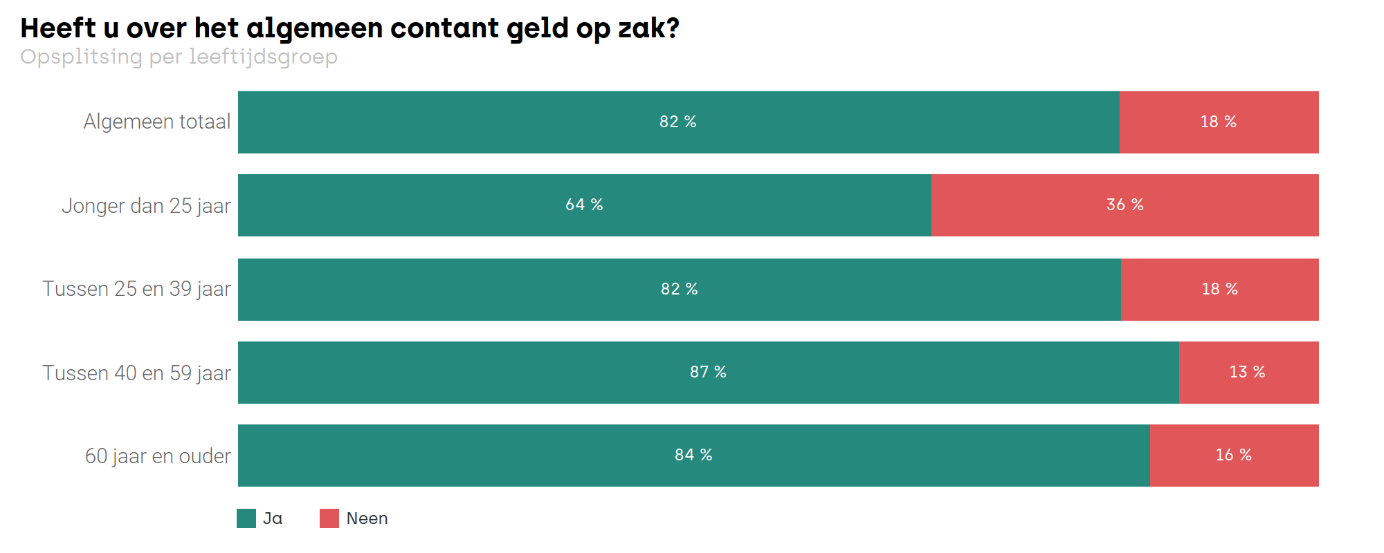 Heeft u over het algemeen contant geld op zak?
Opsplitsing per leeftijdsgroep
Algemeen totaal 82 % 18 %
Jonger dan 25 jaar 64 % 36 %
Tussen 25 en 39 jaar 82 % 18 %
Tussen 40 en 59 jaar 87 % 13 %
60 jaar en ouder 84 % 16 %
Ja Neen